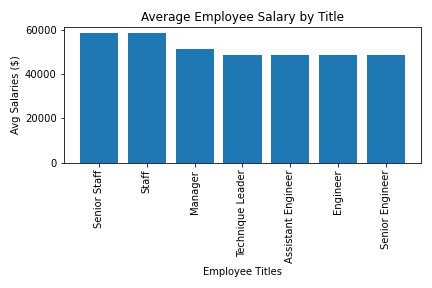 Average Employee Salary by Title
Avg Salaries ($)
60000
40000
20000
0
Senior Staff
Staff
Manager
Technique Leader
Assistant Engineer
Engineer
Senior Engineer
Employee Titles